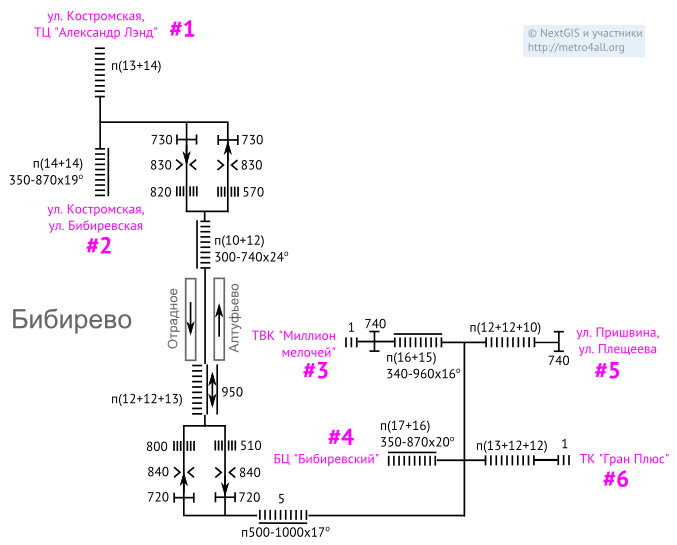 ул. Костромская,
ТЦ "Александр Лэнд"
#1
© NextGIS и участники
http://metro4all.org
п(13+14)
730
730
п(14+14)
830
830
350-870x19°
820
570
ул. Костромская,
ул. Бибиревская
#2
п(10+12)
300-740x24°
Бибирево
Отрадное
Алтуфьево
ТВК "Миллион
мелочей"
#3
1
740
п(16+15)
340-960x16°
п(12+12+10)
740
ул. Пришвина,
ул. Плещеева
#5
п(12+12+13)
950
#4
БЦ "Бибиревский"
п(17+16)
350-870x20°
п(13+12+12)
1
ТК "Гран Плюс"
#6
800
510
840
840
720
720
5
п500-1000x17°